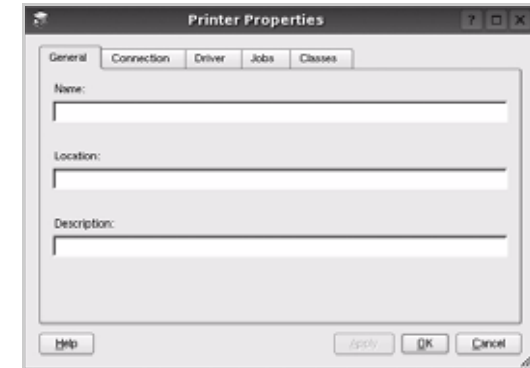 Printer Properties
General Connection Driver Jobs Classes
Name:
Location:
Description:
Help Apply OK Cancel